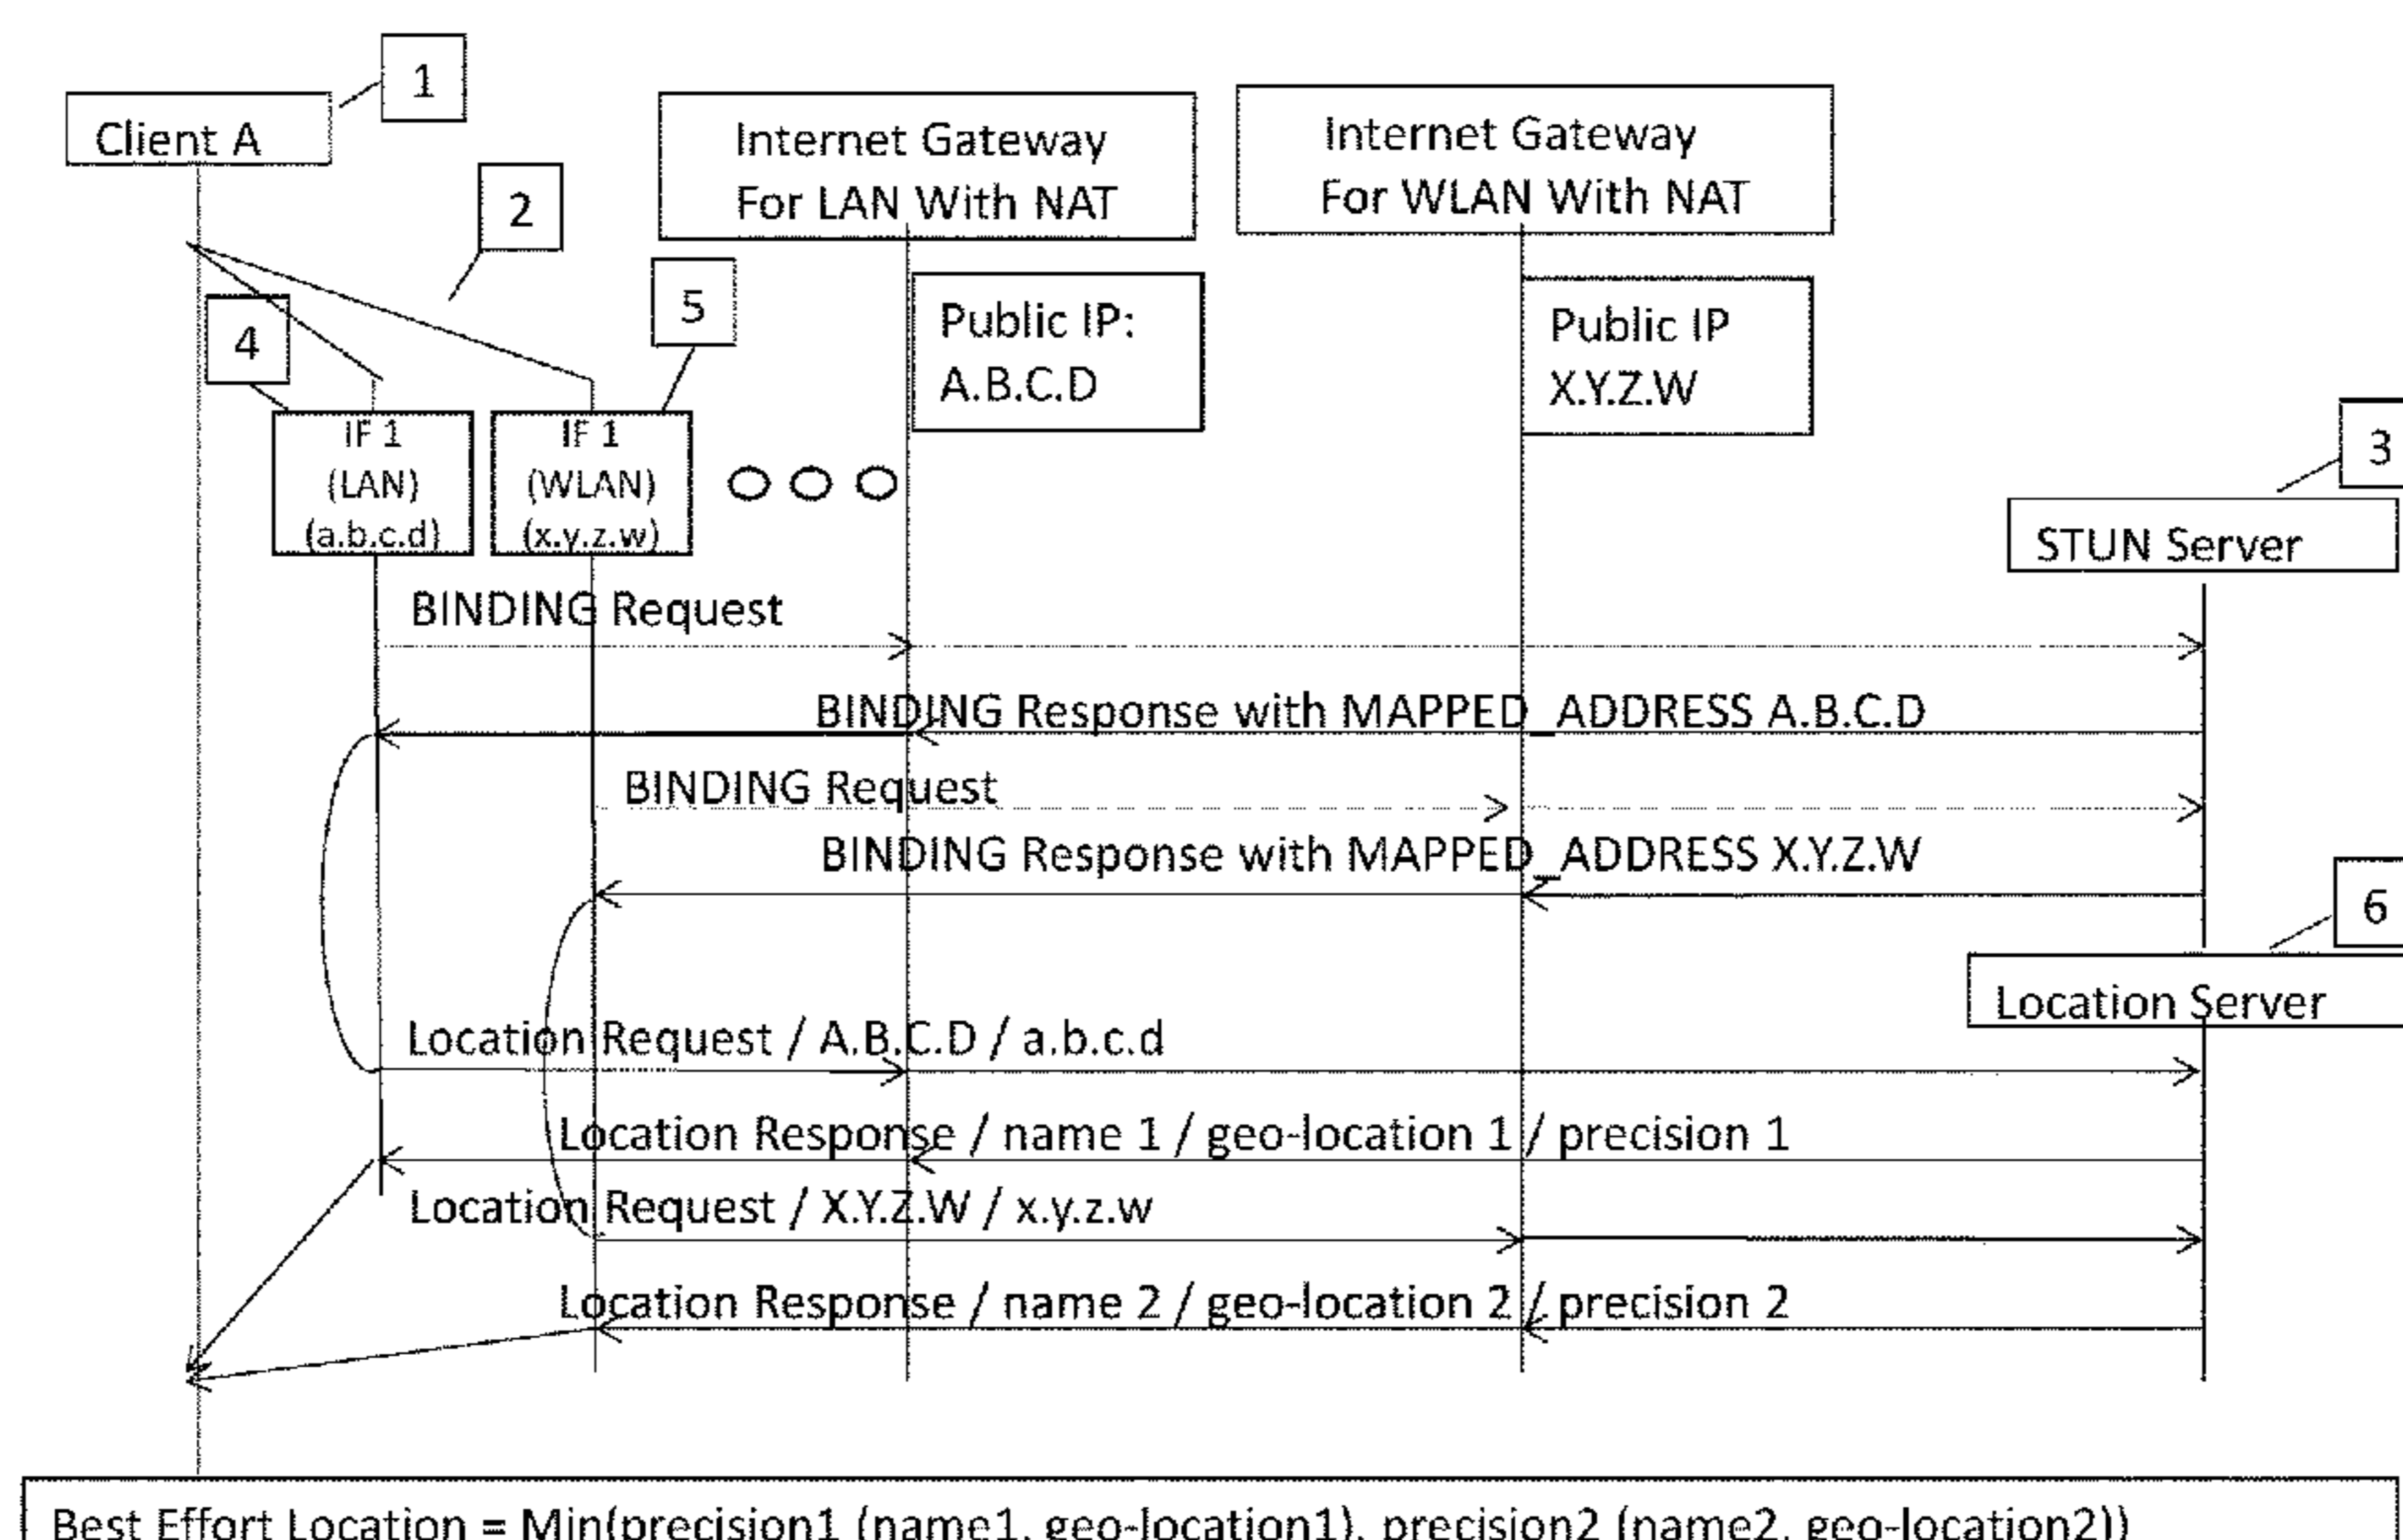 1
Client A
Internet Gateway
For LAN With NAT
Internet Gateway
For WLAN With NAT
2
5
4
Public IP:
A.B.C.D
Public IP
X.Y.Z.W
3
IF 1
(LAN)
(a.b.c.d)
IF 1
(WLAN)
(x.y.z.w)
STUN Server
BINDING Request
BINDING Response with MAPPED_ADDRESS A.B.C.D
BINDING Request
BINDING Response with MAPPED_ADDRESS X.Y.Z.W
6
Location Server
Location Request / A.B.C.D / a.b.c.d
Location Response / name 1 / geo-location 1 / precision 1
Location Request / X.Y.Z.W / x.y.z.w
Location Response / name 2 / geo-location 2 / precision 2
Best Effort Location = Min(precision1 (name1, geo-location1), precision2 (name2, geo-location2))